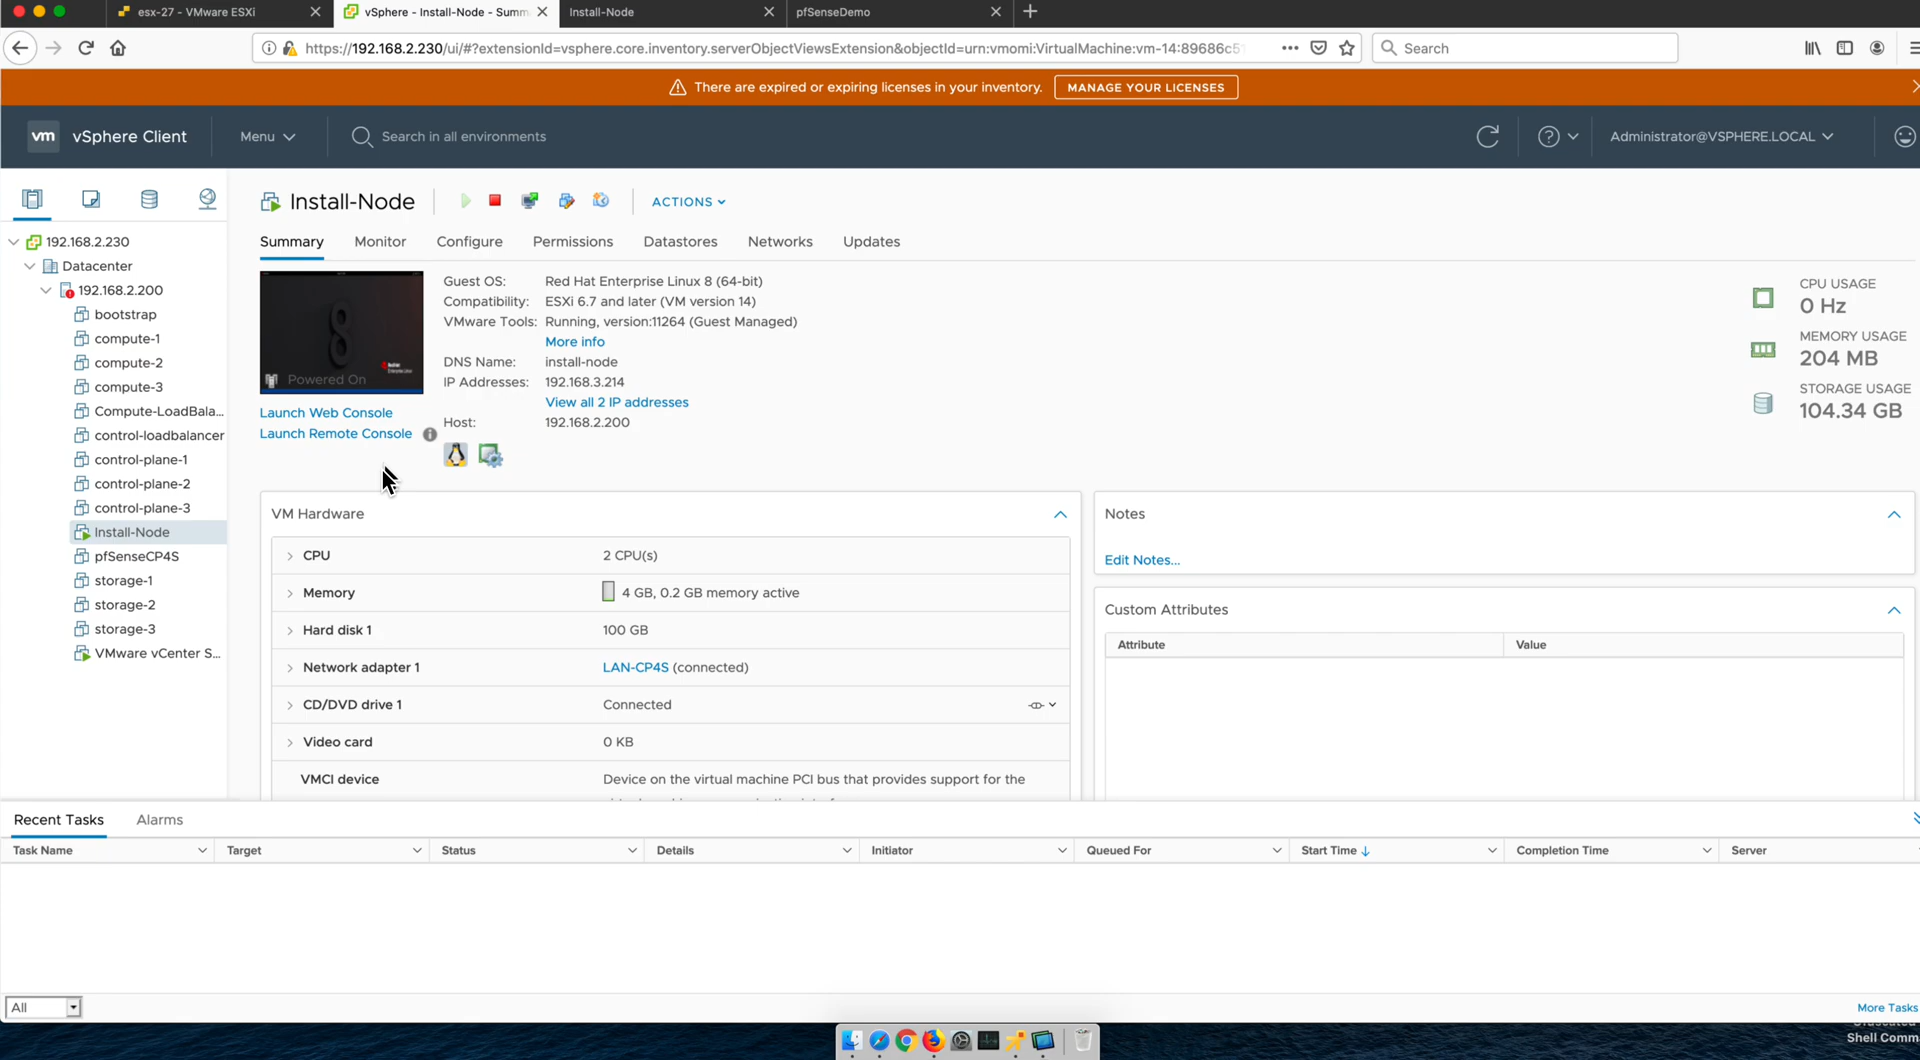 esx-27 - VMware ESXi
vSphere - Install-Node - Summ
Install-Node
pfSenseDemo
https://192.168.2.230/ui/#?extensionId=vsphere.core.inventory.serverObjectViewsExtension&objectId=urn:vmomi:VirtualMachine:vm-14:89686c5
Search
There are expired or expiring licenses in your inventory.
MANAGE YOUR LICENSES
vm
vSphere Client
Menu
Search in all environments
Administrator@VSPHERE.LOCAL
Install-Node
ACTIONS
Summary
Monitor
Configure
Permissions
Datastores
Networks
Updates
192.168.2.230
Datacenter
192.168.2.200
bootstrap
compute-1
compute-2
compute-3
Compute-LoadBala...
control-loadbalancer
control-plane-1
control-plane-2
control-plane-3
Install-Node
pfSenseCP4S
storage-1
storage-2
storage-3
VMware vCenter S...
Powered On
Launch Web Console
Launch Remote Console
Guest OS: Red Hat Enterprise Linux 8 (64-bit)
Compatibility: ESXi 6.7 and later (VM version 14)
VMware Tools: Running, version:11264 (Guest Managed)
More info
DNS Name: install-node
IP Addresses: 192.168.3.214
View all 2 IP addresses
Host: 192.168.2.200
CPU USAGE
0 Hz
MEMORY USAGE
204 MB
STORAGE USAGE
104.34 GB
VM Hardware
CPU 2 CPU(s)
Memory 4 GB, 0.2 GB memory active
Hard disk 1 100 GB
Network adapter 1 LAN-CP4S (connected)
CD/DVD drive 1 Connected
Video card 0 KB
VMCI device Device on the virtual machine PCI bus that provides support for the
Notes
Edit Notes...
Custom Attributes
Attribute Value
Recent Tasks
Alarms
Task Name Target Status Details Initiator Queued For Start Time Completion Time Server
All
More Tasks
Shell Comm